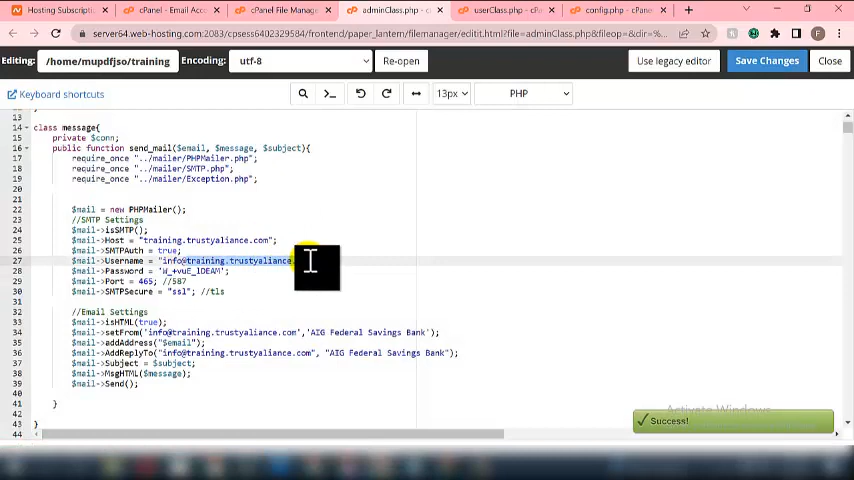 Hosting Subscriptio
cPanel - Email Acco
cPanel File Manage
adminClass.php - c
userClass.php - cPa
config.php - cPane
server64.web-hosting.com:2083/cpsess6402329584/frontend/paper_lantern/filemanager/editit.html?file=adminClass.php&fileop=&dir=%
Editing: /home/mupdfjso/training Encoding: utf-8 Re-open Use legacy editor Save Changes Close
Keyboard shortcuts 13px PHP
13
14 class message{
15 private $conn;
16 public function send_mail($email, $message, $subject){
17 require_once "../mailer/PHPMailer.php";
18 require_once "../mailer/SMTP.php";
19 require_once "../mailer/Exception.php";
20
21
22 $mail = new PHPMailer();
23 //SMTP Settings
24 $mail->isSMTP();
25 $mail->Host = "training.trustyaliance.com";
26 $mail->SMTPAuth = true;
27 $mail->Username = "info@training.trustyaliance.
28 $mail->Password = 'W_+vuE_lDEAM';
29 $mail->Port = 465; //587
30 $mail->SMTPSecure = "ssl"; //tls
31
32 //Email Settings
33 $mail->isHTML(true);
34 $mail->setFrom('info@training.trustyaliance.com','AIG Federal Savings Bank');
35 $mail->addAddress("$email");
36 $mail->AddReplyTo("info@training.trustyaliance.com", "AIG Federal Savings Bank");
37 $mail->Subject = $subject;
38 $mail->MsgHTML($message);
39 $mail->Send();
40
41 }
42
43 }
44
Activate Windows
Success!